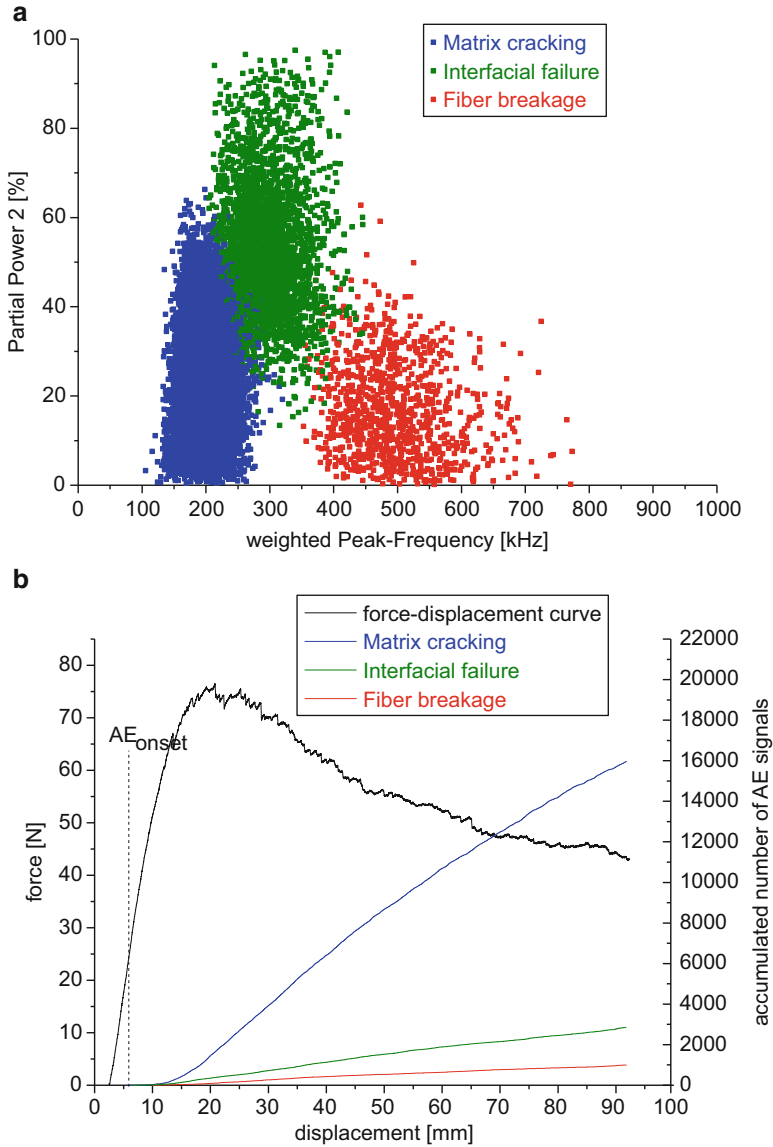 a
Matrix cracking
Interfacial failure
Fiber breakage
100
80
60
40
20
0
Partial Power 2 [%]
0 100 200 300 400 500 600 700 800 900 1000
weighted Peak-Frequency [kHz]
b
force-displacement curve
Matrix cracking
Interfacial failure
Fiber breakage
AEonset
80
70
60
50
40
30
20
10
0
force [N]
22000
20000
18000
16000
14000
12000
10000
8000
6000
4000
2000
0
accumulated number of AE signals
0 10 20 30 40 50 60 70 80 90 100
displacement [mm]